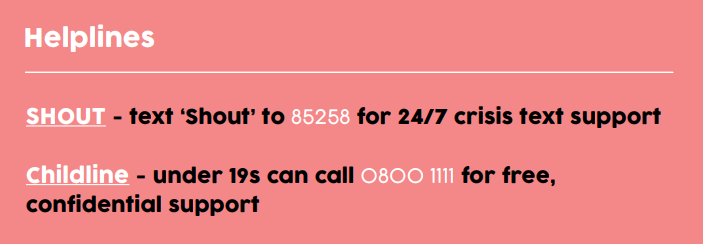 Helplines
SHOUT - text ‘Shout’ to 85258 for 24/7 crisis text support
Childline - under 19s can call 0800 1111 for free,
confidential support